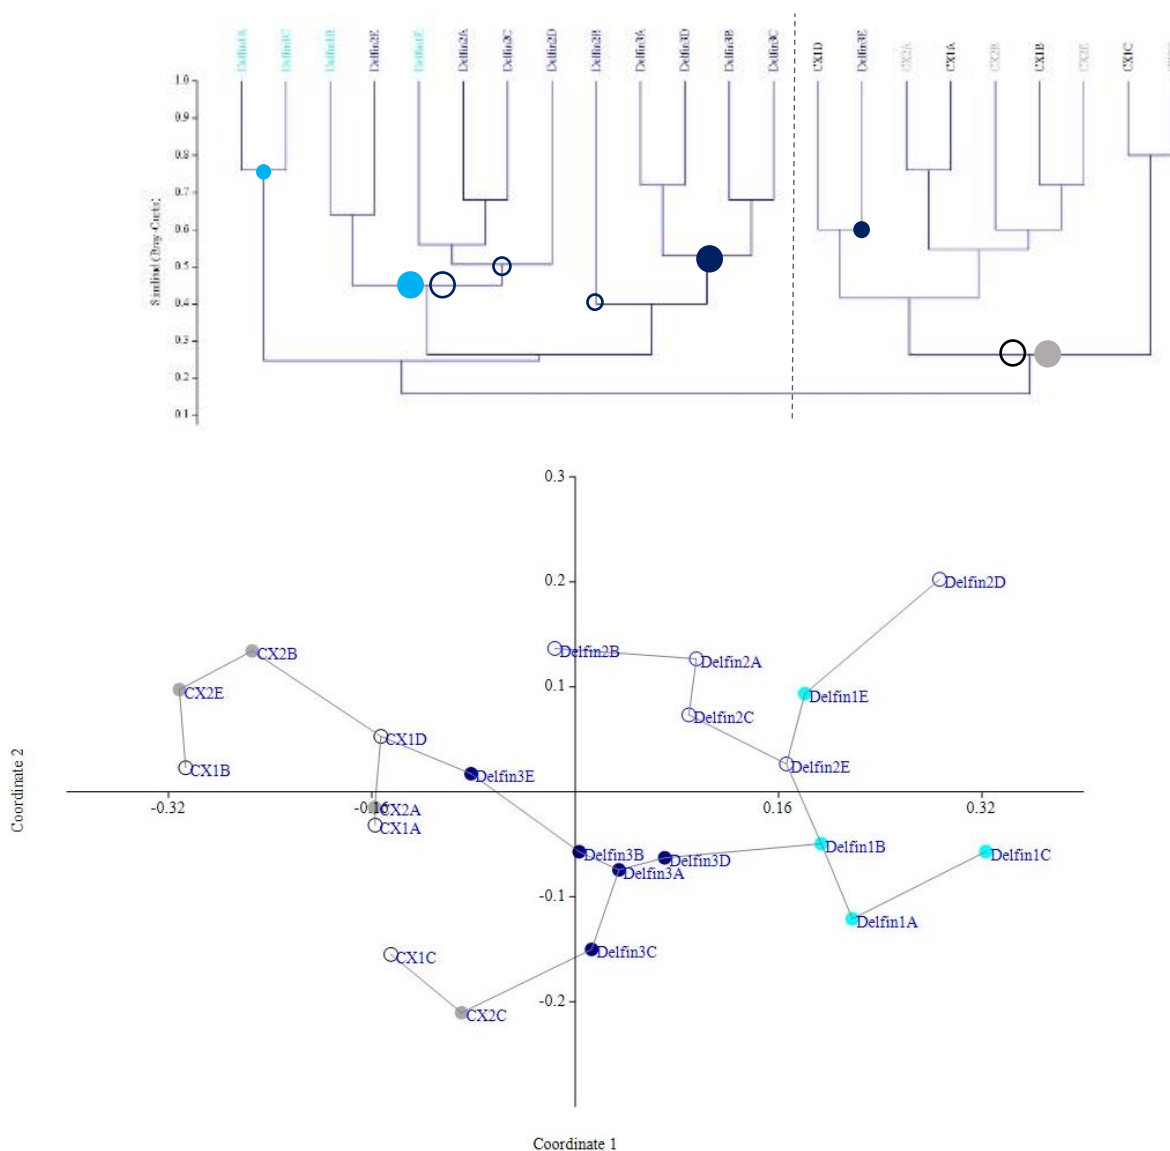 Delfin1A
Delfin1C
Delfin1B
Delfin2E
Delfin1E
Delfin2A
Delfin2C
Delfin2D
Delfin2B
Delfin3A
Delfin3D
Delfin3B
Delfin3C
CX1D
Delfin3E
CX2A
CX1A
CX2B
CX1B
CX2E
CX1C
1.0
0.9
0.8
0.7
0.6
0.5
0.4
0.3
0.2
0.1
0.3
0.2
0.1
-0.1
-0.2
-0.32
-0.16
0.16
0.32
Delfin2D
Delfin2B
Delfin2A
CX2B
CX2E
Delfin1E
Delfin2C
CX1D
CX1B
Delfin2E
Delfin3E
CX2A
CX1A
Delfin1B
Delfin3B
Delfin3D
Delfin1C
Delfin3A
Delfin1A
Delfin3C
CX1C
CX2C
Coordinate 2
Coordinate 1